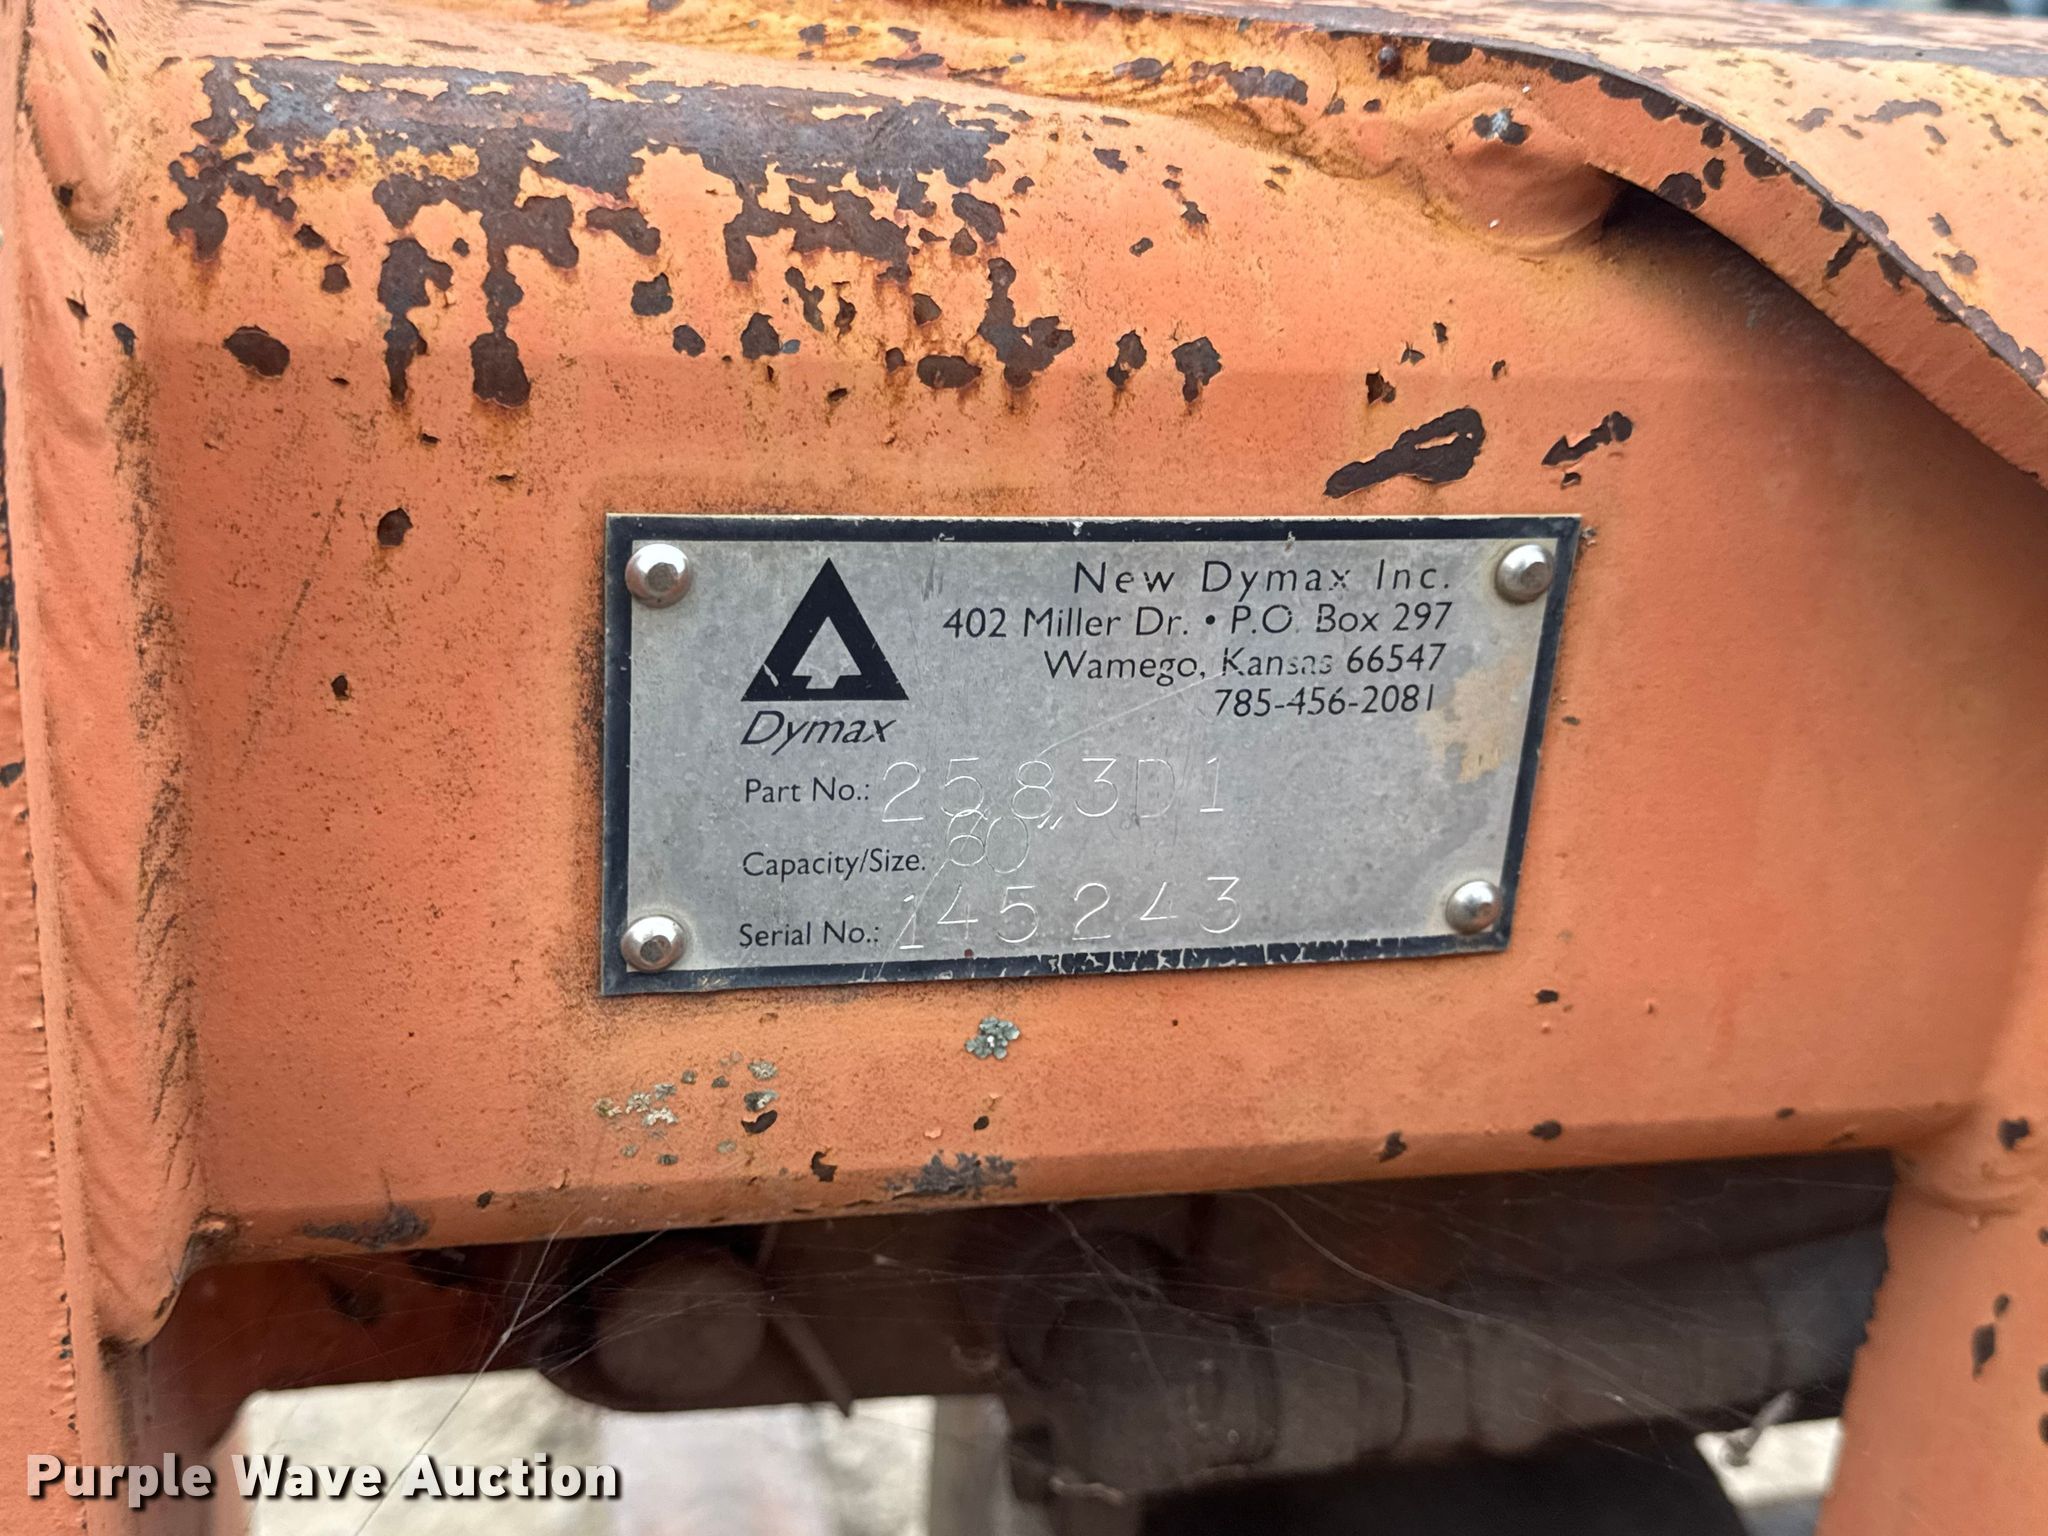 New Dymax Inc.
402 Miller Dr. • P.O. Box 297
Wamego, Kansas 66547
785-456-2081
Dymax
Part No.: 2583D1
Capacity/Size. 60"
Serial No.: 145243
Purple Wave Auction